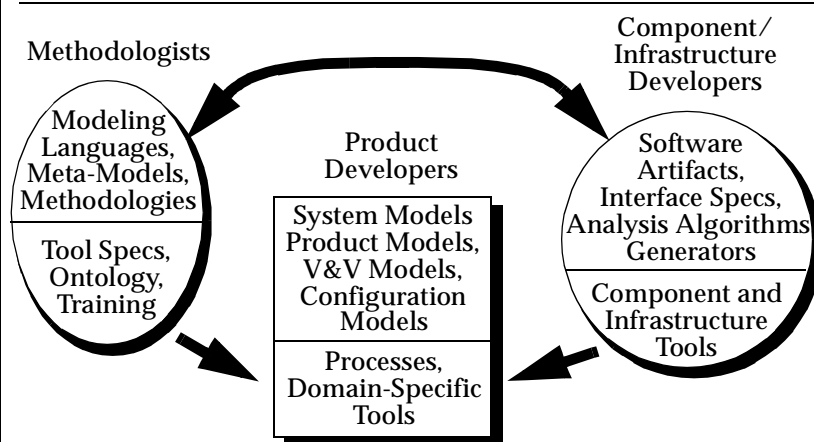 Methodologists
Modeling
Languages,
Meta-Models,
Methodologies
Tool Specs,
Ontology,
Training
Product
Developers
System Models
Product Models,
V&V Models,
Configuration
Models
Processes,
Domain-Specific
Tools
Component/
Infrastructure
Developers
Software
Artifacts,
Interface Specs,
Analysis Algorithms
Generators
Component and
Infrastructure
Tools